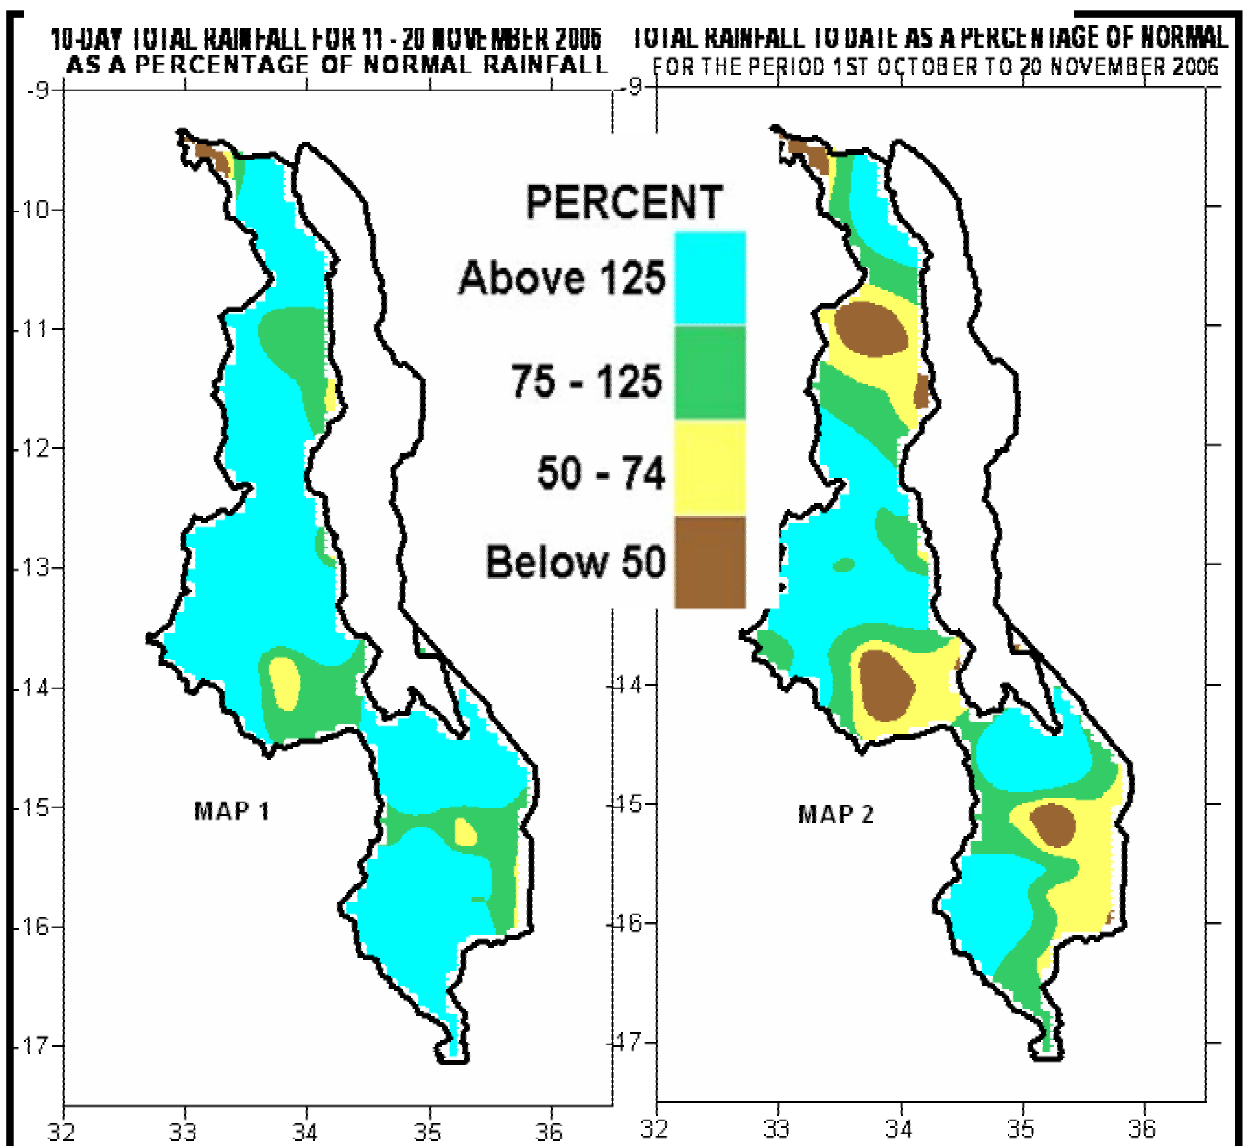 10-DAY TOTAL RAINFALL FOR 11 - 20 NOVEMBER 2006
AS A PERCENTAGE OF NORMAL RAINFALL
TOTAL RAINFALL TO DATE AS A PERCENTAGE OF NORMAL
FOR THE PERIOD 1ST OCTOBER TO 20 NOVEMBER 2006
-9
-10
-11
-12
-13
-14
-15
-16
-17
32
33
34
35
36
MAP 1
PERCENT
Above 125
75 - 125
50 - 74
Below 50
-9
-14
-15
-16
-17
32
33
34
35
36
MAP 2